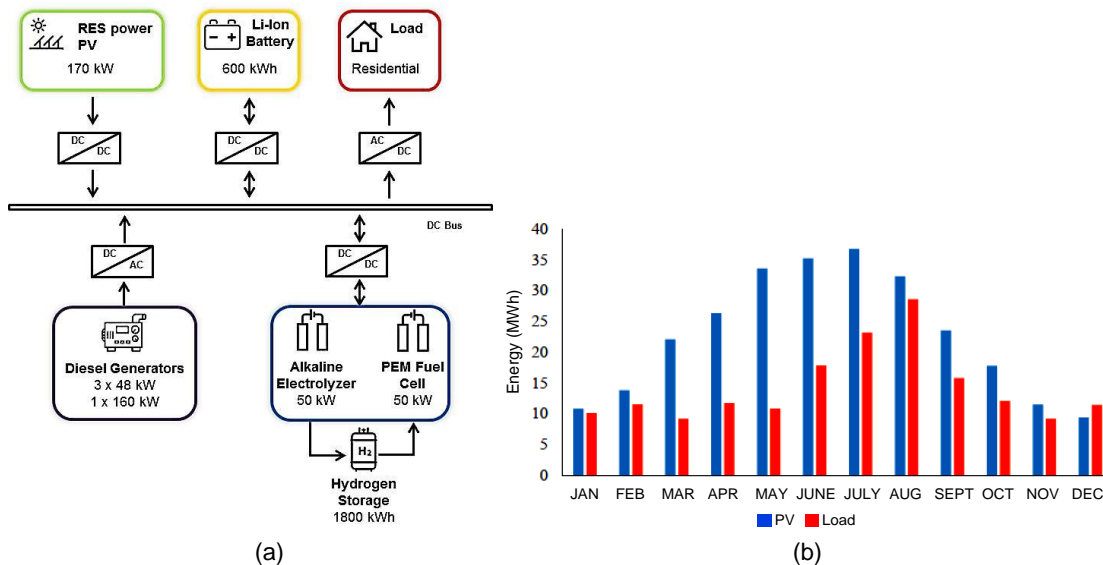 RES power
PV
170 kW
Li-Ion
Battery
600 kWh
Load
Residential
DC
DC
DC
DC
AC
DC
DC Bus
DC
AC
DC
DC
Diesel Generators
3 x 48 kW
1 x 160 kW
Alkaline
Electrolyzer
50 kW
PEM Fuel
Cell
50 kW
H₂
Hydrogen
Storage
1800 kWh
(a)
Energy (MWh)
40
35
30
25
20
15
10
5
0
JAN FEB MAR APR MAY JUNE JULY AUG SEPT OCT NOV DEC
PV Load
(b)